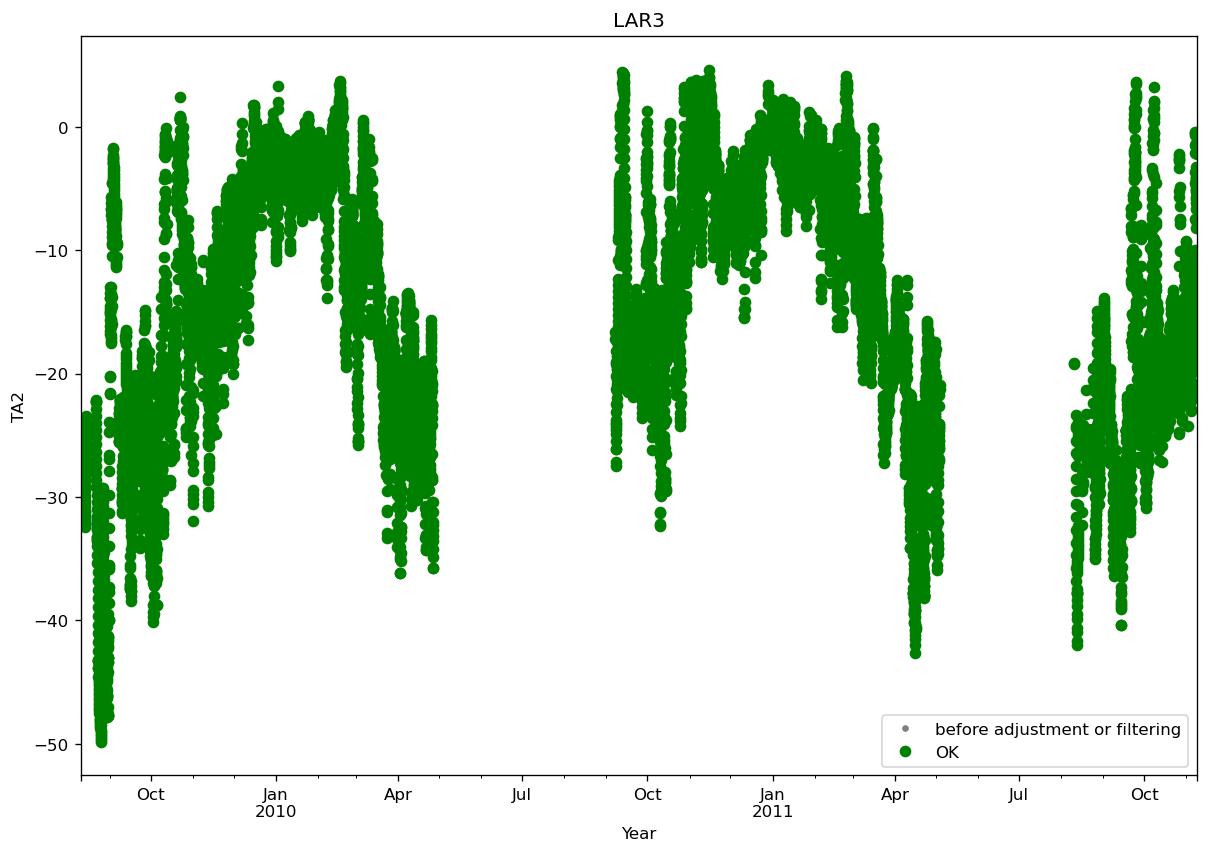 LAR3
TA2
0
−10
−20
−30
−40
−50
Oct
Jan
2010
Apr
Jul
Oct
Jan
2011
Apr
Jul
Oct
Year
before adjustment or filtering
OK